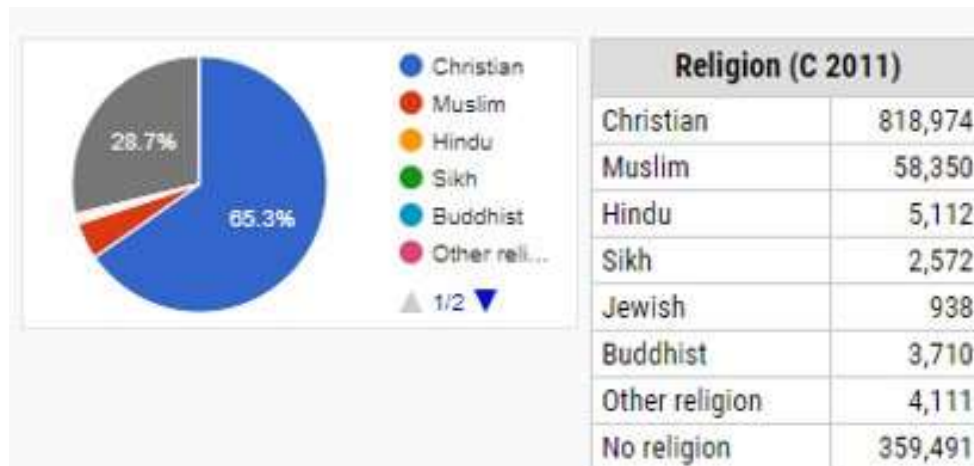 28.7%
65.3%
Christian
Muslim
Hindu
Sikh
Buddhist
Other reli...
1/2
Religion (C 2011)
Christian 818,974
Muslim 58,350
Hindu 5,112
Sikh 2,572
Jewish 938
Buddhist 3,710
Other religion 4,111
No religion 359,491